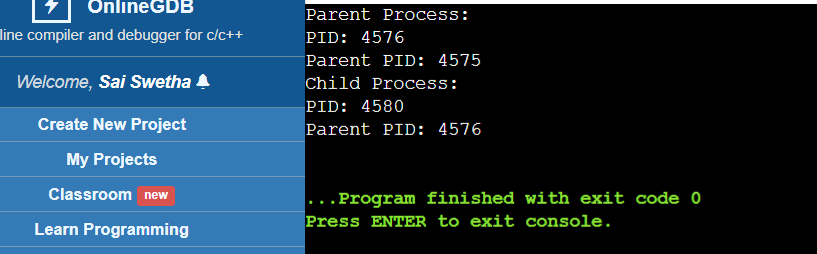 OnlineGDB
line compiler and debugger for c/c++
Welcome, Sai Swetha
Create New Project
My Projects
Classroom new
Learn Programming
Parent Process:
PID: 4576
Parent PID: 4575
Child Process:
PID: 4580
Parent PID: 4576
...Program finished with exit code 0
Press ENTER to exit console.